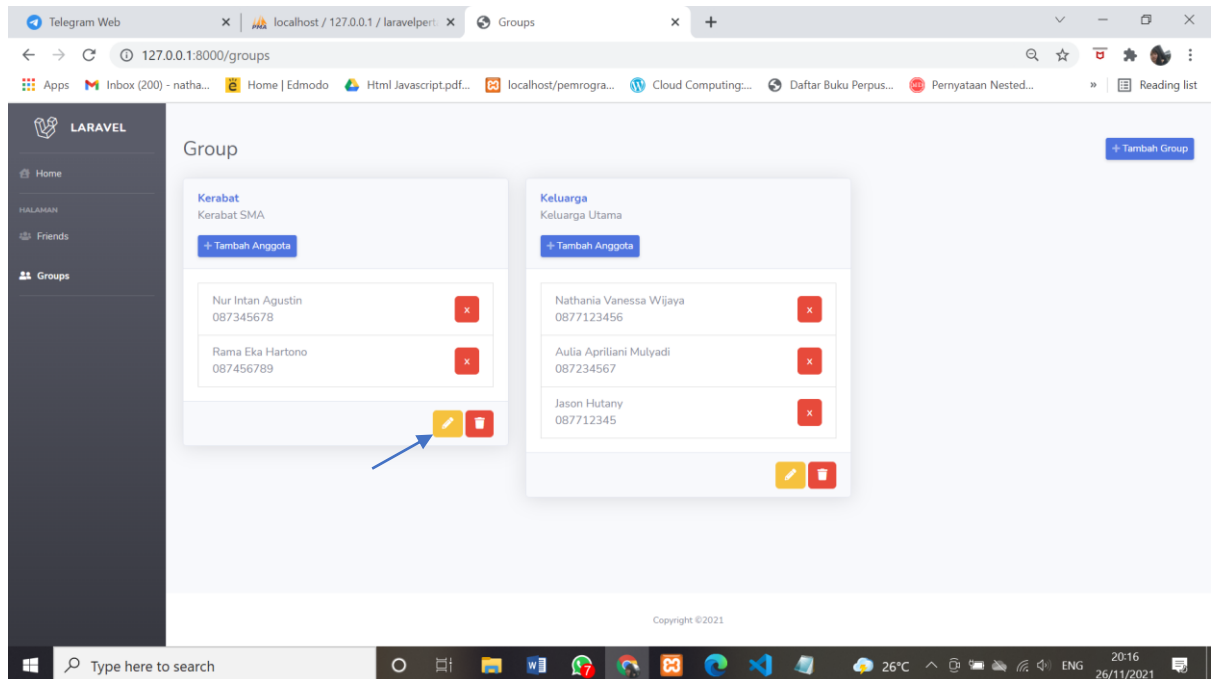 Telegram Web
localhost / 127.0.0.1 / laravelpert
Groups
127.0.0.1:8000/groups
Apps
Inbox (200) - natha...
Home | Edmodo
Html Javascript.pdf...
localhost/pemrogra...
Cloud Computing:...
Daftar Buku Perpus...
Pernyataan Nested...
»
Reading list
LARAVEL
Home
HALAMAN
Friends
Groups
Group
+ Tambah Group
Kerabat
Kerabat SMA
+ Tambah Anggota
Nur Intan Agustin
087345678
x
Rama Eka Hartono
087456789
x
Keluarga
Keluarga Utama
+ Tambah Anggota
Nathania Vanessa Wijaya
0877123456
x
Aulia Apriliani Mulyadi
087234567
x
Jason Hutany
087712345
x
Copyright ©2021
Type here to search
26°C
ENG
20:16
26/11/2021